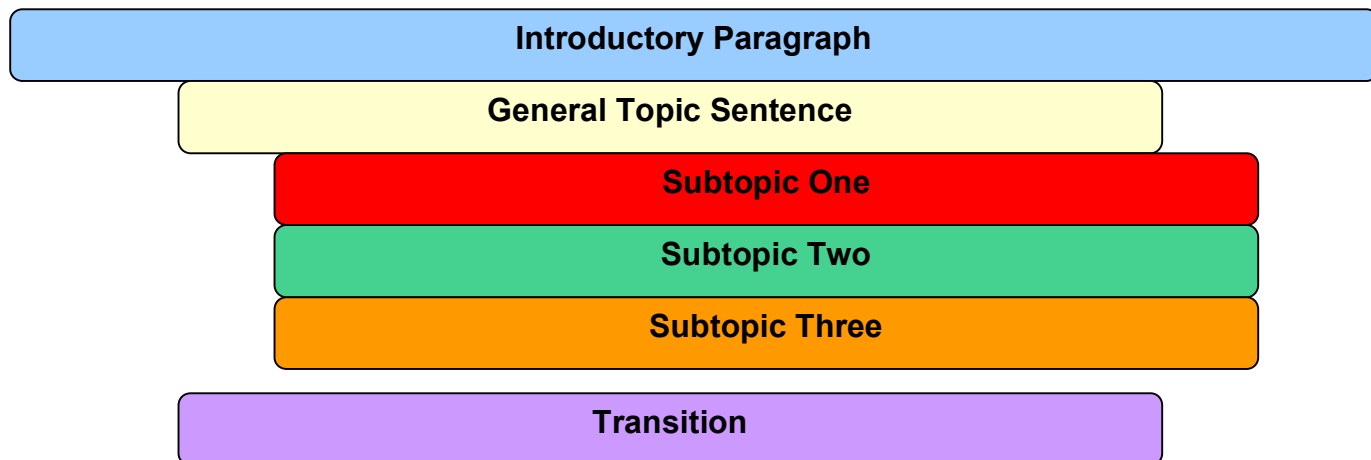 Introductory Paragraph
General Topic Sentence
Subtopic One
Subtopic Two
Subtopic Three
Transition